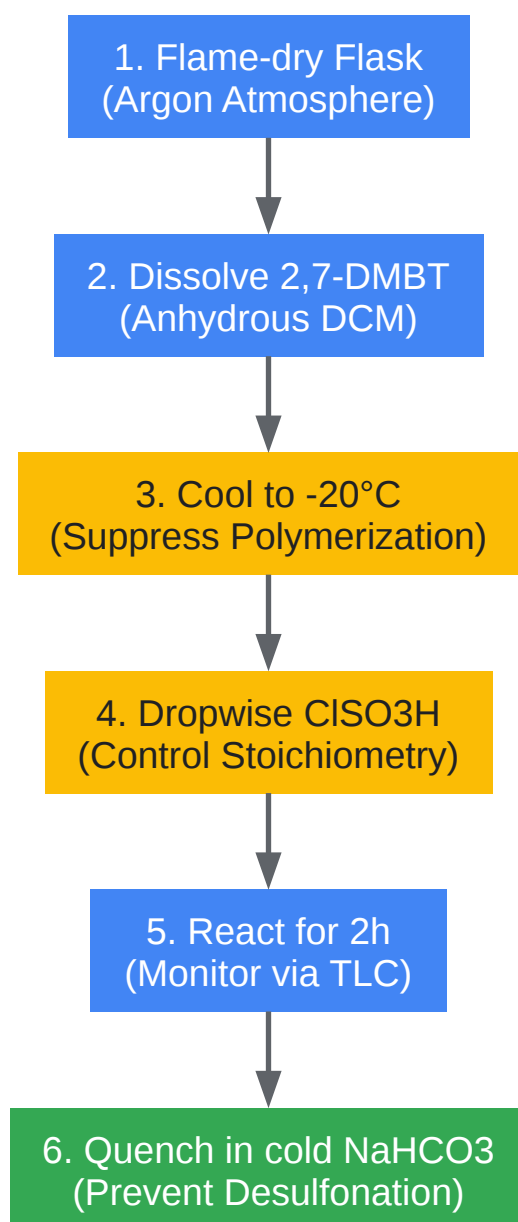 1. Flame-dry Flask
(Argon Atmosphere)
2. Dissolve 2,7-DMBT
(Anhydrous DCM)
3. Cool to -20°C
(Suppress Polymerization)
4. Dropwise ClSO3H
(Control Stoichiometry)
5. React for 2h
(Monitor via TLC)
6. Quench in cold NaHCO3
(Prevent Desulfonation)